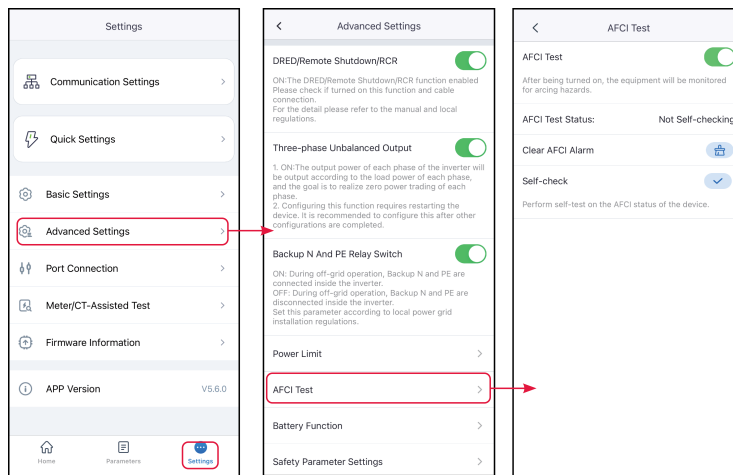 Settings
Communication Settings
Quick Settings
Basic Settings
Advanced Settings
Port Connection
Meter/CT-Assisted Test
Firmware Information
APP Version V5.6.0
Home Parameters Settings
Advanced Settings
DRED/Remote Shutdown/RCR
ON:The DRED/Remote Shutdown/RCR function enabled
Please check if turned on this function and cable
connection.
For the detail please refer to the manual and local
regulations.
Three-phase Unbalanced Output
1. ON:The output power of each phase of the inverter will
be output according to the load power of each phase,
and the goal is to realize zero power trading of each
phase.
2. Configuring this function requires restarting the
device. It is recommended to configure this after other
configurations are completed.
Backup N And PE Relay Switch
ON: During off-grid operation, Backup N and PE are
connected inside the inverter.
OFF: During off-grid operation, Backup N and PE are
disconnected inside the inverter.
Set this parameter according to local power grid
installation regulations.
Power Limit
AFCI Test
Battery Function
Safety Parameter Settings
AFCI Test
AFCI Test
After being turned on, the equipment will be monitored
for arcing hazards.
AFCI Test Status: Not Self-checking
Clear AFCI Alarm
Self-check
Perform self-test on the AFCI status of the device.